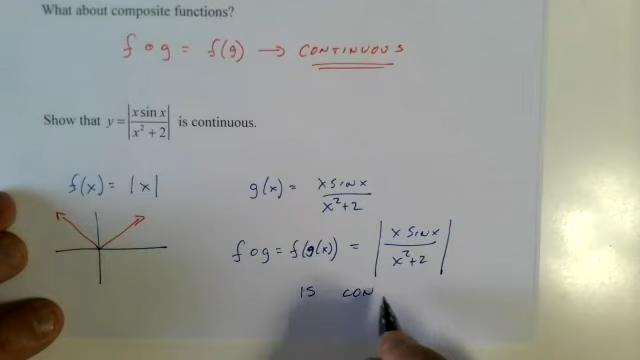 What about composite functions?
f ∘ g = f(g) → CONTINUOUS
Show that y = |x sin x / x² + 2| is continuous.
f(x) = |x|
g(x) = x sin x / x² + 2
f ∘ g = f(g(x)) = |x sin x / x² + 2|
IS CON